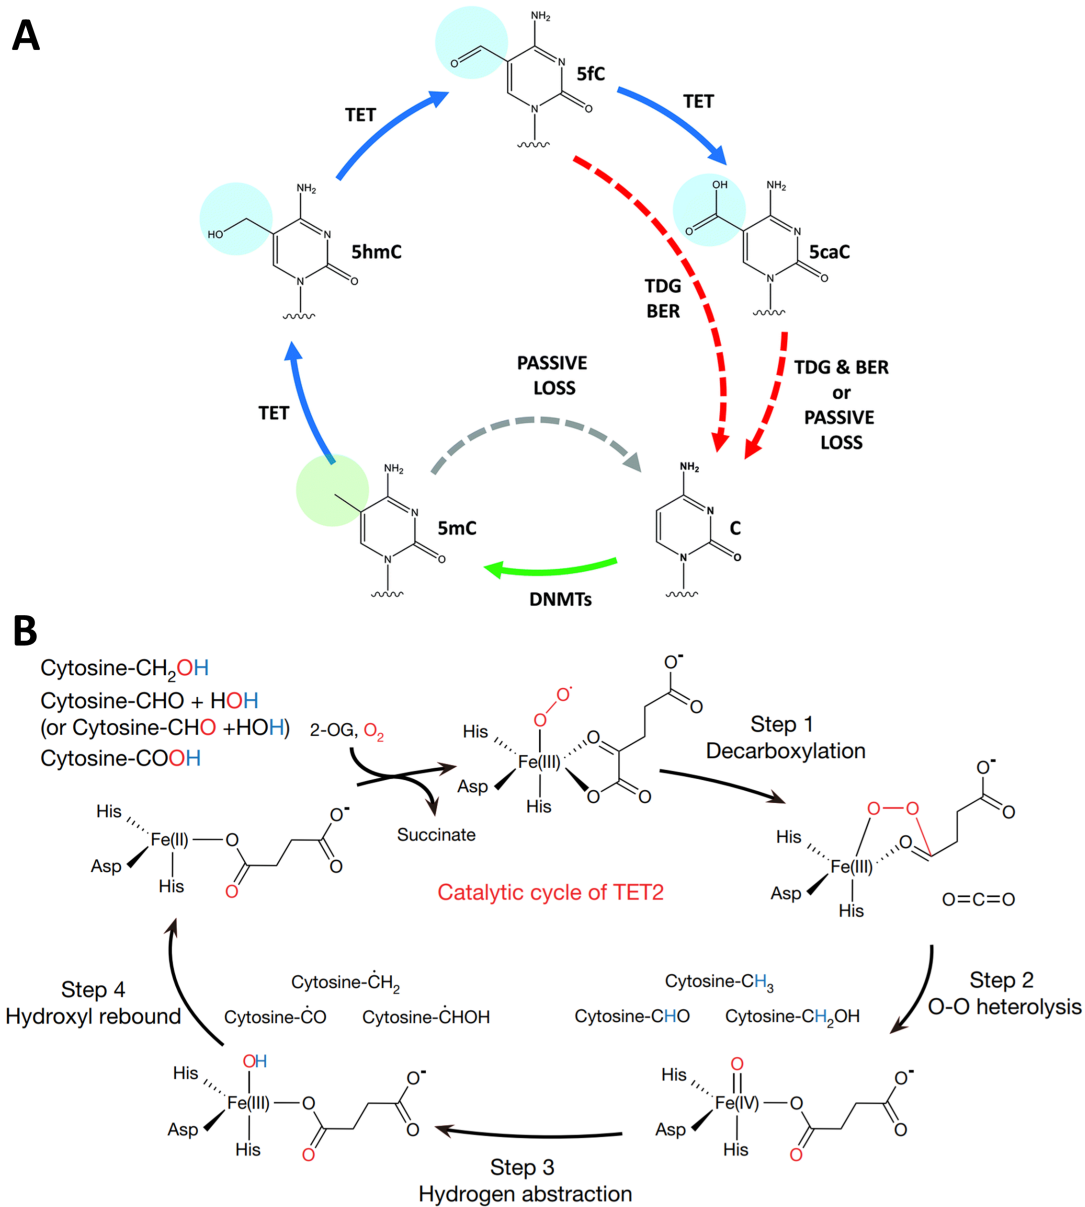 A
NH₂
O
N
N
O
5fC
TET
TET
OH
O
NH₂
N
N
O
5caC
NH₂
HO
N
N
O
5hmC
TDG
BER
PASSIVE
LOSS
TDG & BER
or
PASSIVE
LOSS
TET
NH₂
N
N
O
5mC
NH₂
N
N
O
C
DNMTs
B
Cytosine-CH₂OH
Cytosine-CHO + HOH
(or Cytosine-CHO +HOH)
Cytosine-COOH
2-OG, O₂
Succinate
His
Fe(II)
O
O⁻
O
Asp
His
O
O˙
O
His
Fe(III)
Asp
His
O
O
O
O⁻
O
Step 1
Decarboxylation
O
O
His
Fe(III)
O
Asp
His
O⁻
O
O=C=O
Catalytic cycle of TET2
Step 2
O-O heterolysis
Cytosine-CH₃
Cytosine-CHO
Cytosine-CH₂OH
O
His
Fe(IV)
O
O⁻
O
Asp
His
O
Step 3
Hydrogen abstraction
Cytosine-ĊH₂
Cytosine-ĊO
Cytosine-ĊHOH
OH
His
Fe(III)
O
O⁻
O
Asp
His
O
Step 4
Hydroxyl rebound